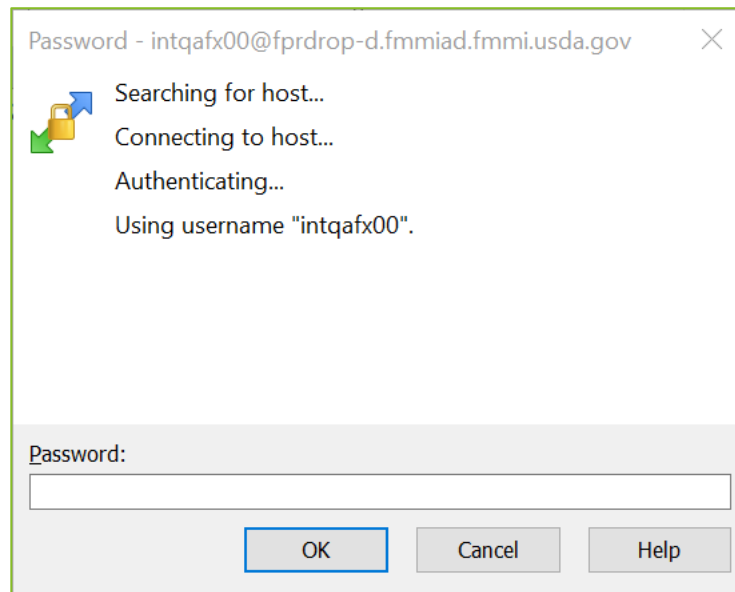 Password - intqafx00@fprdrop-d.fmmiad.fmmi.usda.gov
Searching for host...
Connecting to host...
Authenticating...
Using username "intqafx00".
Password:
OK Cancel Help